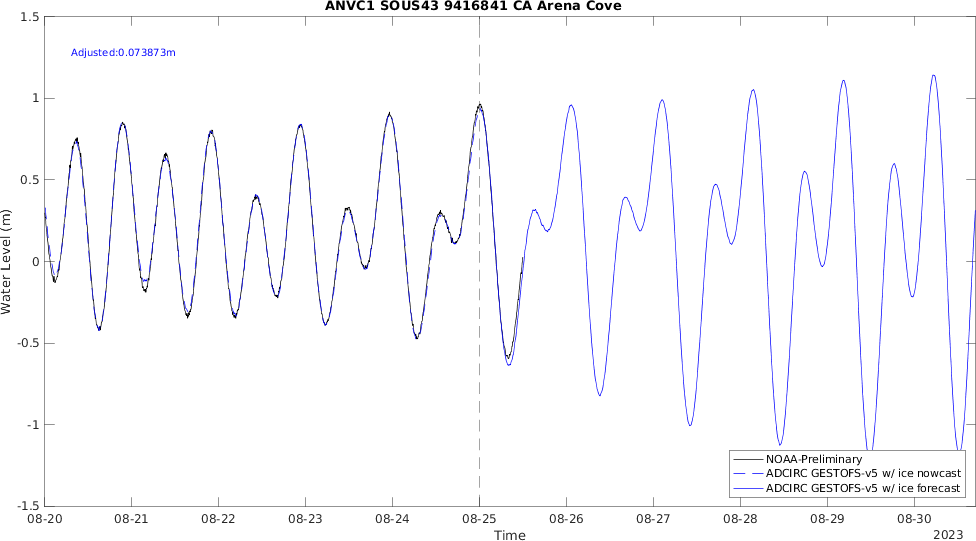 ANVC1 SOUS43 9416841 CA Arena Cove
Adjusted:0.073873m
1.5
1
0.5
0
-0.5
-1
-1.5
Water Level (m)
08-20 08-21 08-22 08-23 08-24 08-25 08-26 08-27 08-28 08-29 08-30
Time
2023
NOAA-Preliminary
ADCIRC GESTOFS-v5 w/ ice nowcast
ADCIRC GESTOFS-v5 w/ ice forecast